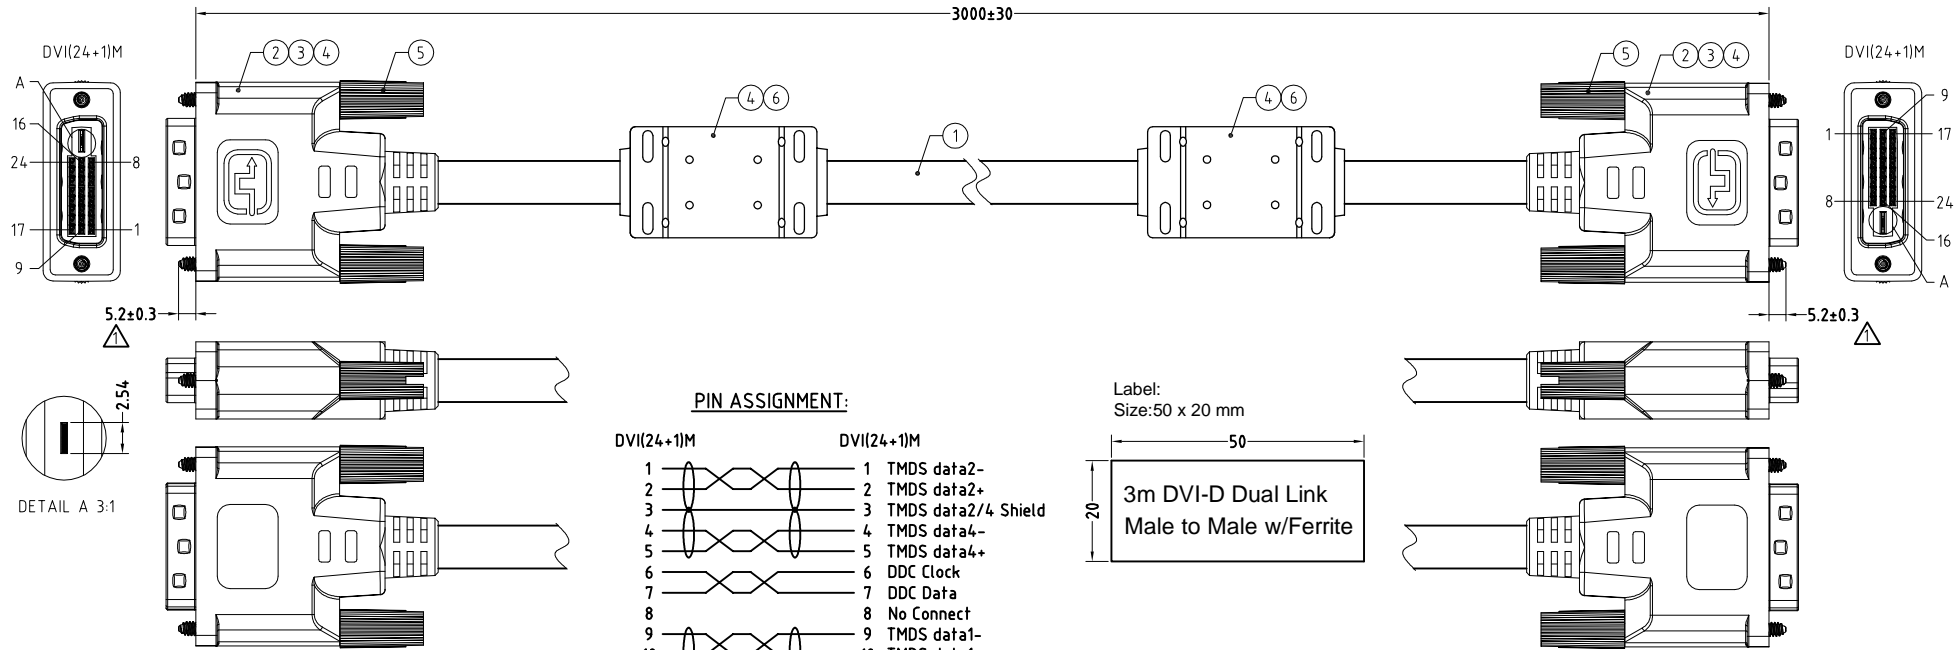 3000±30
DVI(24+1)M
A
16
24
8
17
1
9
2 3 4
5
4 6
1
4 6
5
2 3 4
DVI(24+1)M
9
1
17
8
24
16
A
5.2±0.3
1
5.2±0.3
1
2.54
DETAIL A 3:1
PIN ASSIGNMENT:
DVI(24+1)M DVI(24+1)M
1 1 TMDS data2-
2 2 TMDS data2+
3 3 TMDS data2/4 Shield
4 4 TMDS data4-
5 5 TMDS data4+
6 6 DDC Clock
7 7 DDC Data
8 8 No Connect
9 9 TMDS data1-
Label:
Size:50 x 20 mm
50
20
3m DVI-D Dual Link
Male to Male w/Ferrite